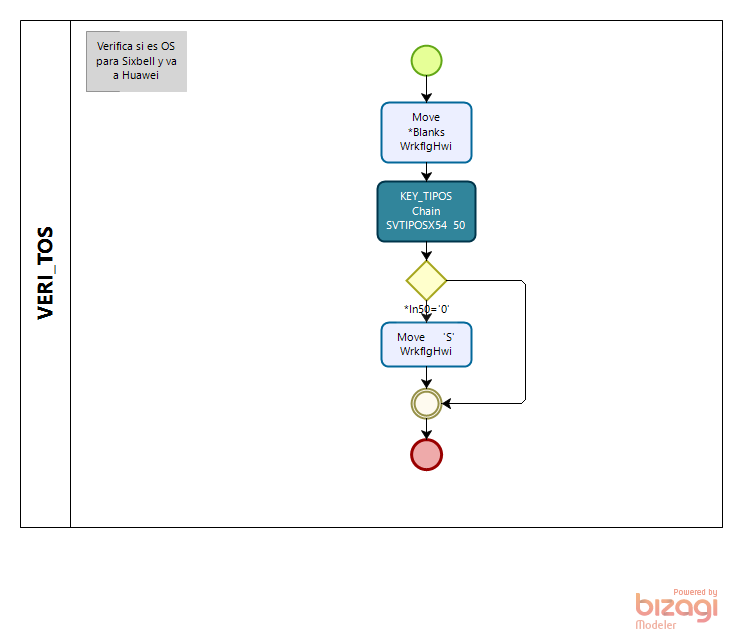 Verifica si es OS
para Sixbell y va
a Huawei
VERI_TOS
Move
*Blanks
WrkflgHwi
KEY_TIPOS
Chain
SVTIPOSX54 50
*In50='0'
Move 'S'
WrkflgHwi
Powered by
bizagi
Modeler